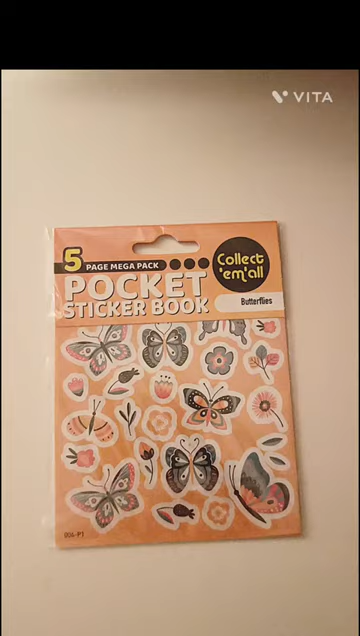 VITA
5 PAGE MEGA PACK
Collect
'em'all
POCKET
STICKER BOOK
Butterflies